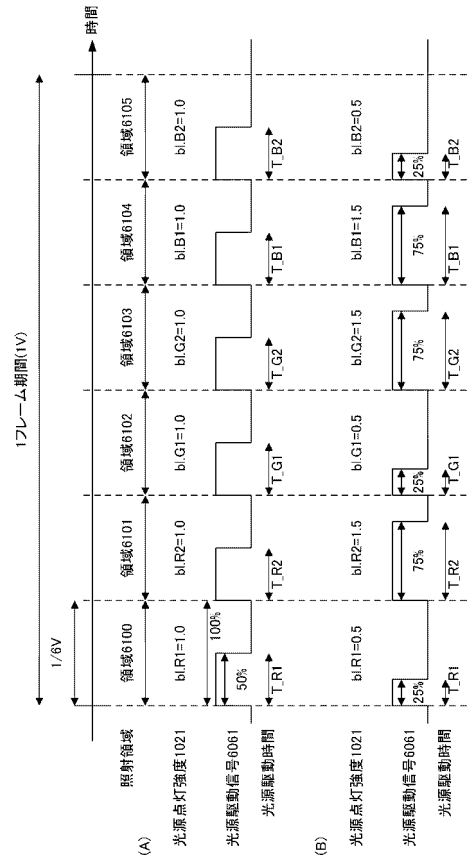 1フレーム期間(1V)
1/6V
時間
照射領域 領域6100 領域6101 領域6102 領域6103 領域6104 領域6105
(A)
光源点灯強度1021 bl.R1=1.0 bl.R2=1.0 bl.G1=1.0 bl.G2=1.0 bl.B1=1.0 bl.B2=1.0
100%
光源駆動信号6061 50%
光源駆動時間 T_R1 T_R2 T_G1 T_G2 T_B1 T_B2
(B)
光源点灯強度1021 bl.R1=0.5 bl.R2=1.5 bl.G1=0.5 bl.G2=1.5 bl.B1=1.5 bl.B2=0.5
光源駆動信号6061 25% 75% 25% 75% 75% 25%
光源駆動時間 T_R1 T_R2 T_G1 T_G2 T_B1 T_B2